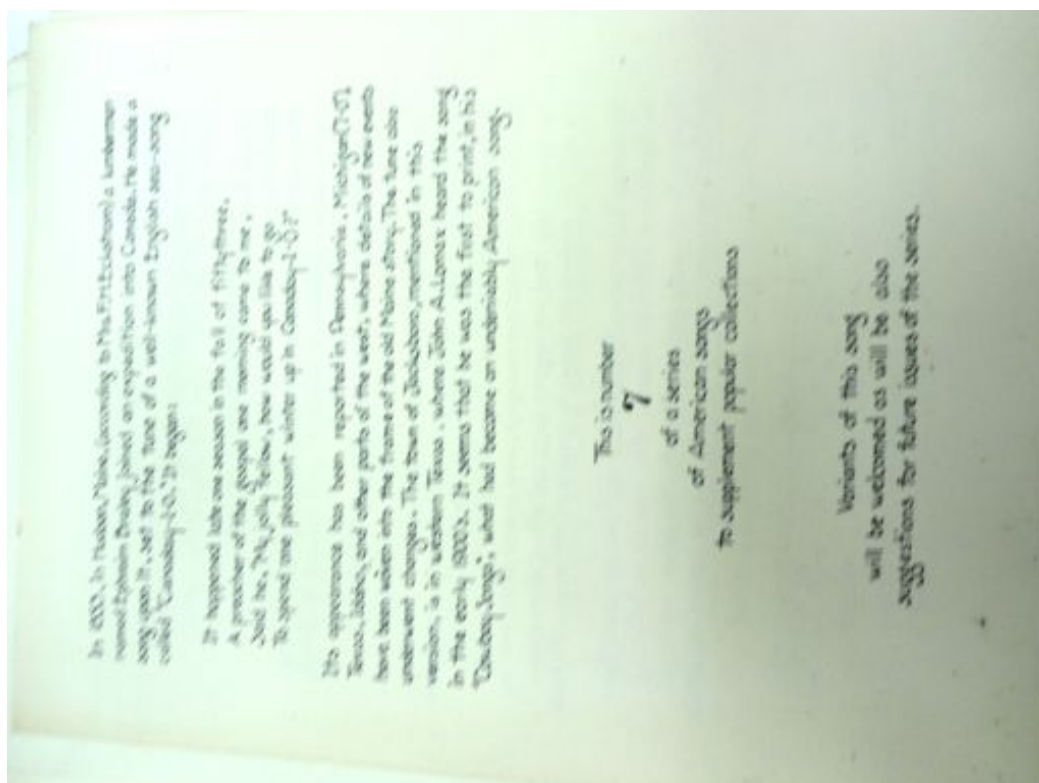 In 1853, in Hudson, Maine, (according to Mrs. F.H. Eckstrom) a lumberman
named Ephraim Braley joined an expedition into Canada. He made a
song upon it, set to the tune of a well-known English sea-song
called "Canaday-I-O." It began:
It happened late one season in the fall of fifty-three,
A preacher of the gospel one morning came to me,
Said he, "My jolly fellow, how would you like to go
To spend one pleasant winter up in Canaday-I-O?"
It's apperance has been reported in Pennsylvania, Michigan
Texas, Idaho, and other parts of the west, where details of new events
have been woven into the frame of the old Maine story. The tune also
underwent changes. The town of Jacksboro, mentioned in this
version, is in western Texas, where John A. Lomax heard the song
in the early 1900's. It seems that he was the first to print, in his
"Cowboy Songs", what had become an undeniably American song.
This is number
7
of a series
of American songs
to supplement popular collections
Variants of this song
will be welcomed as will be also
suggestions for future issues of the series.